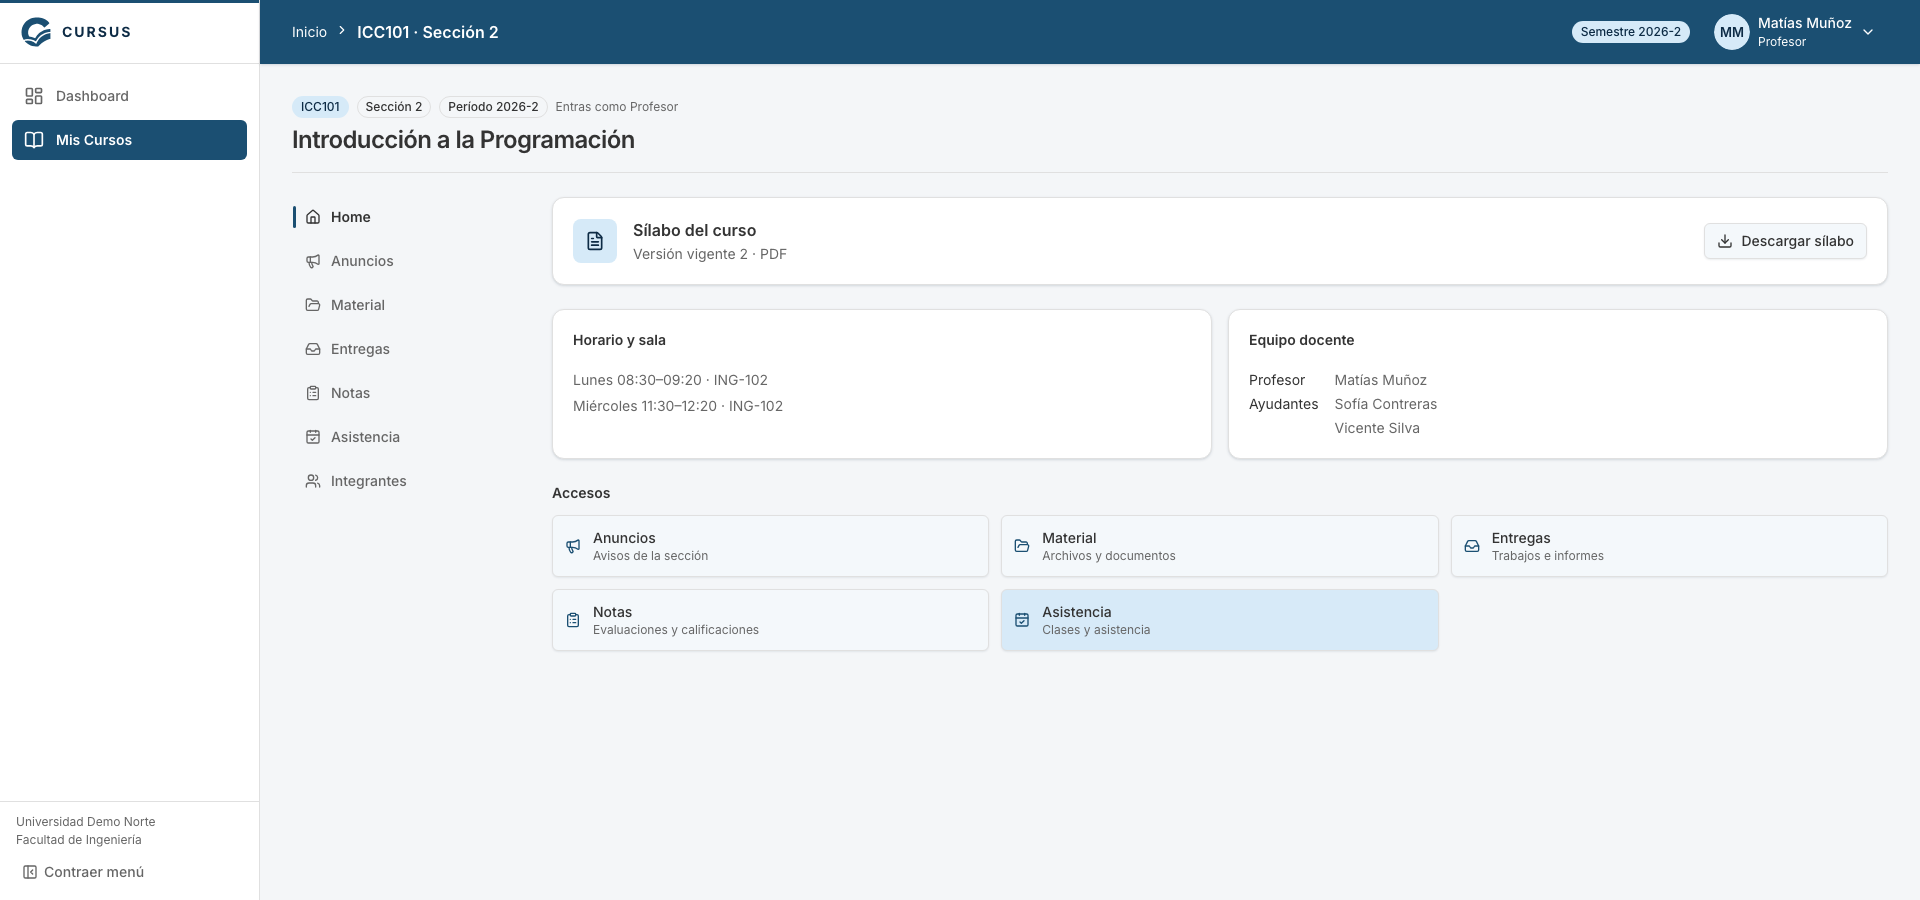 CURSUS
Inicio
ICC101 · Sección 2
Semestre 2026-2
MM
Matías Muñoz
Profesor
Dashboard
Mis Cursos
ICC101
Sección 2
Período 2026-2
Entras como Profesor
Introducción a la Programación
Home
Anuncios
Material
Entregas
Notas
Asistencia
Integrantes
Sílabo del curso
Versión vigente 2 · PDF
Descargar sílabo
Horario y sala
Lunes 08:30–09:20 · ING-102
Miércoles 11:30–12:20 · ING-102
Equipo docente
Profesor Matías Muñoz
Ayudantes Sofía Contreras
Vicente Silva
Accesos
Anuncios
Avisos de la sección
Material
Archivos y documentos
Entregas
Trabajos e informes
Notas
Evaluaciones y calificaciones
Asistencia
Clases y asistencia
Universidad Demo Norte
Facultad de Ingeniería
Contraer menú